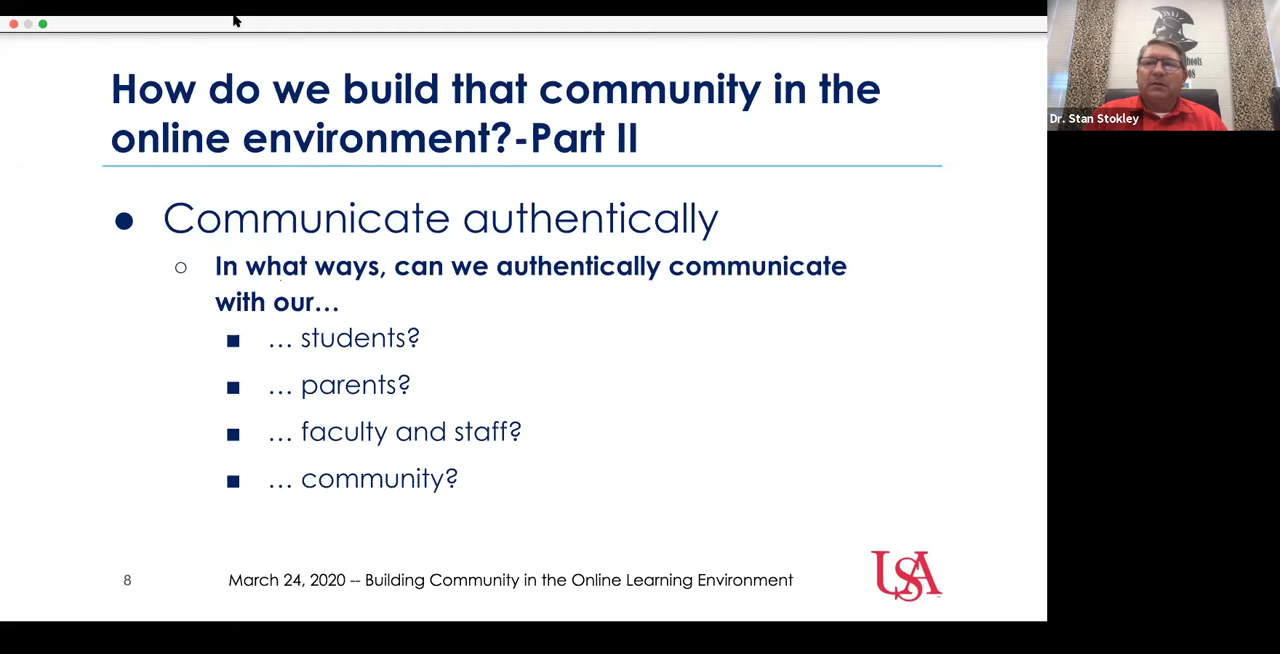 How do we build that community in the
online environment?-Part II
● Communicate authentically
○ In what ways, can we authentically communicate
with our…
■ … students?
■ … parents?
■ … faculty and staff?
■ … community?
8
March 24, 2020 -- Building Community in the Online Learning Environment
USA
Dr. Stan Stokley